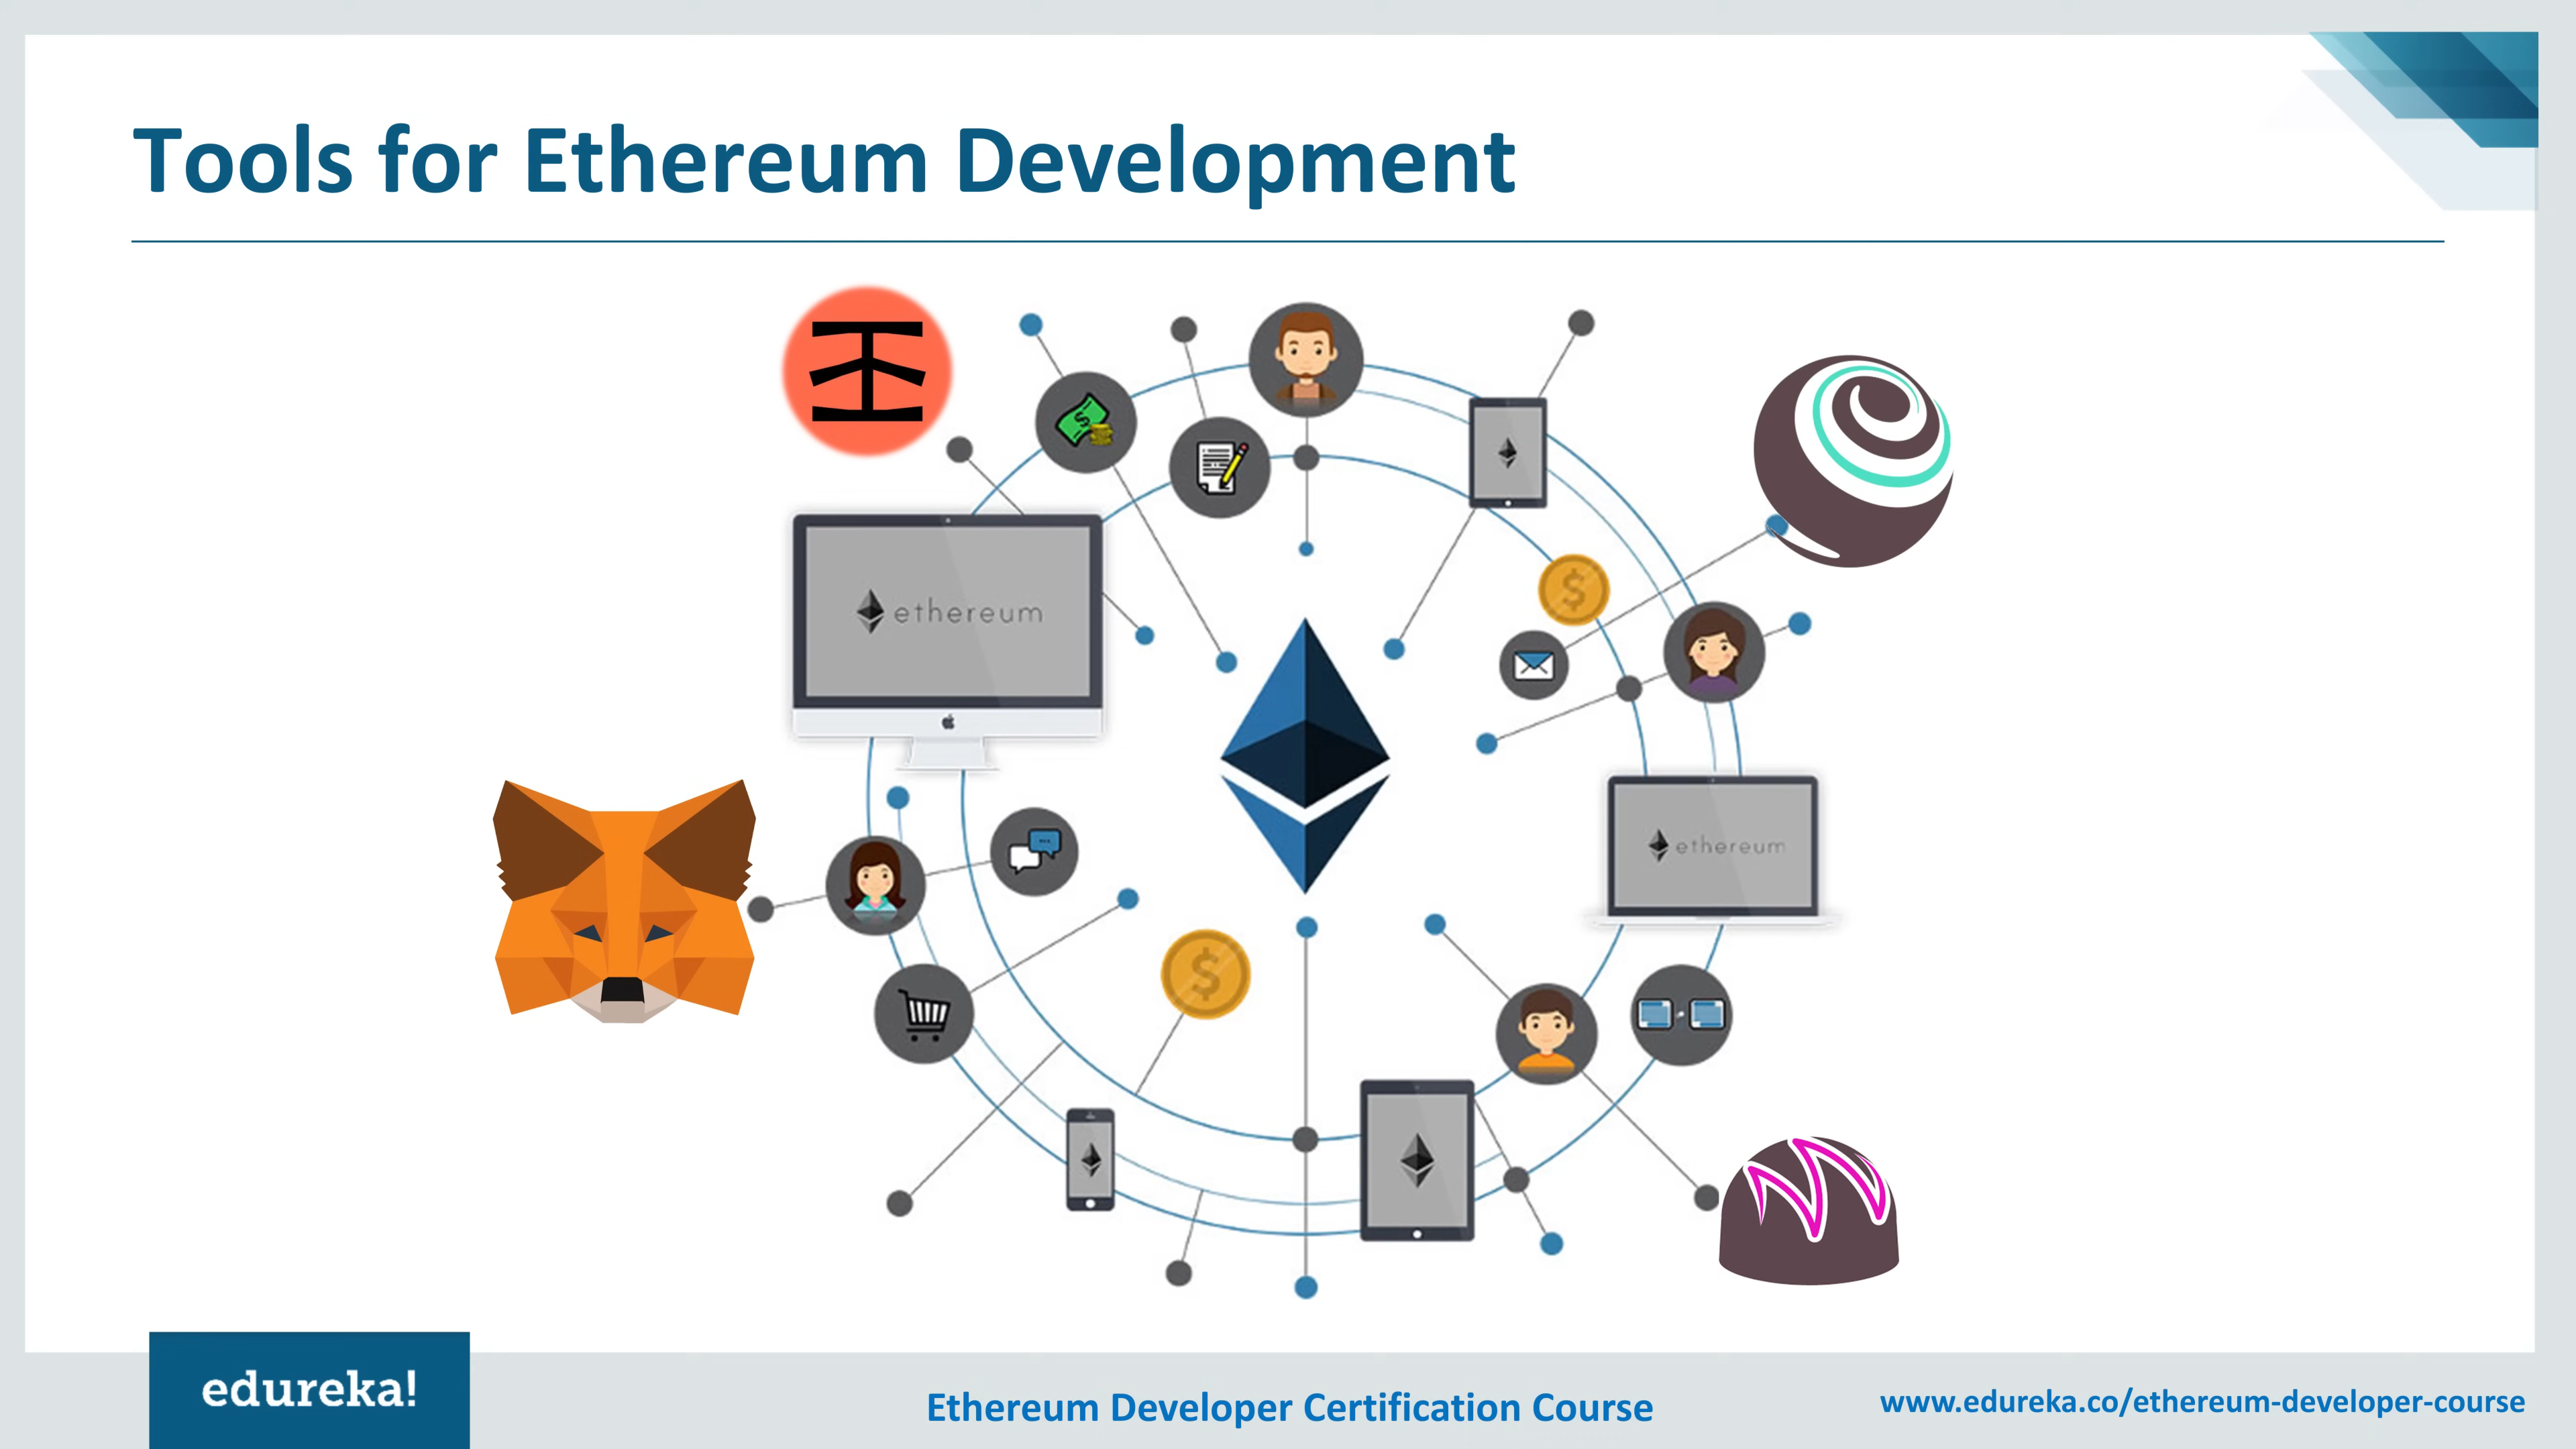 Tools for Ethereum Development
ethereum
ethereum
edureka!
Ethereum Developer Certification Course
www.edureka.co/ethereum-developer-course